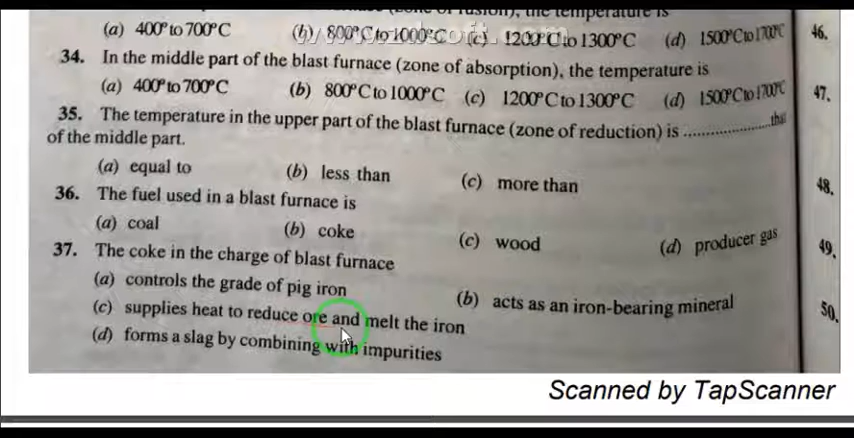 (zone of fusion), the temperature is
(a) 400° to 700°C (b) 800°C to 1000°C (c) 1200°C to 1300°C (d) 1500°C to 1700°C 46.
34. In the middle part of the blast furnace (zone of absorption), the temperature is
(a) 400° to 700°C (b) 800°C to 1000°C (c) 1200°C to 1300°C (d) 1500°C to 1700°C 47.
35. The temperature in the upper part of the blast furnace (zone of reduction) is ..................... that
of the middle part.
(a) equal to (b) less than (c) more than 48.
36. The fuel used in a blast furnace is
(a) coal (b) coke (c) wood (d) producer gas 49.
37. The coke in the charge of blast furnace
(a) controls the grade of pig iron (b) acts as an iron-bearing mineral 50.
(c) supplies heat to reduce ore and melt the iron
(d) forms a slag by combining with impurities
Scanned by TapScanner